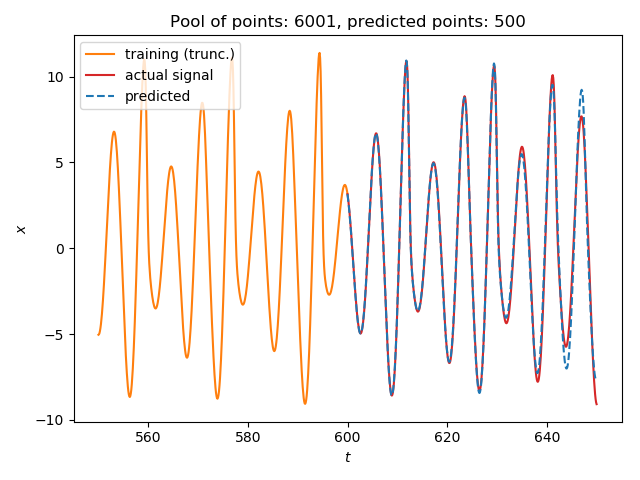 Pool of points: 6001, predicted points: 500
training (trunc.)
actual signal
predicted
10
5
0
−5
−10
x
560
580
600
620
640
t